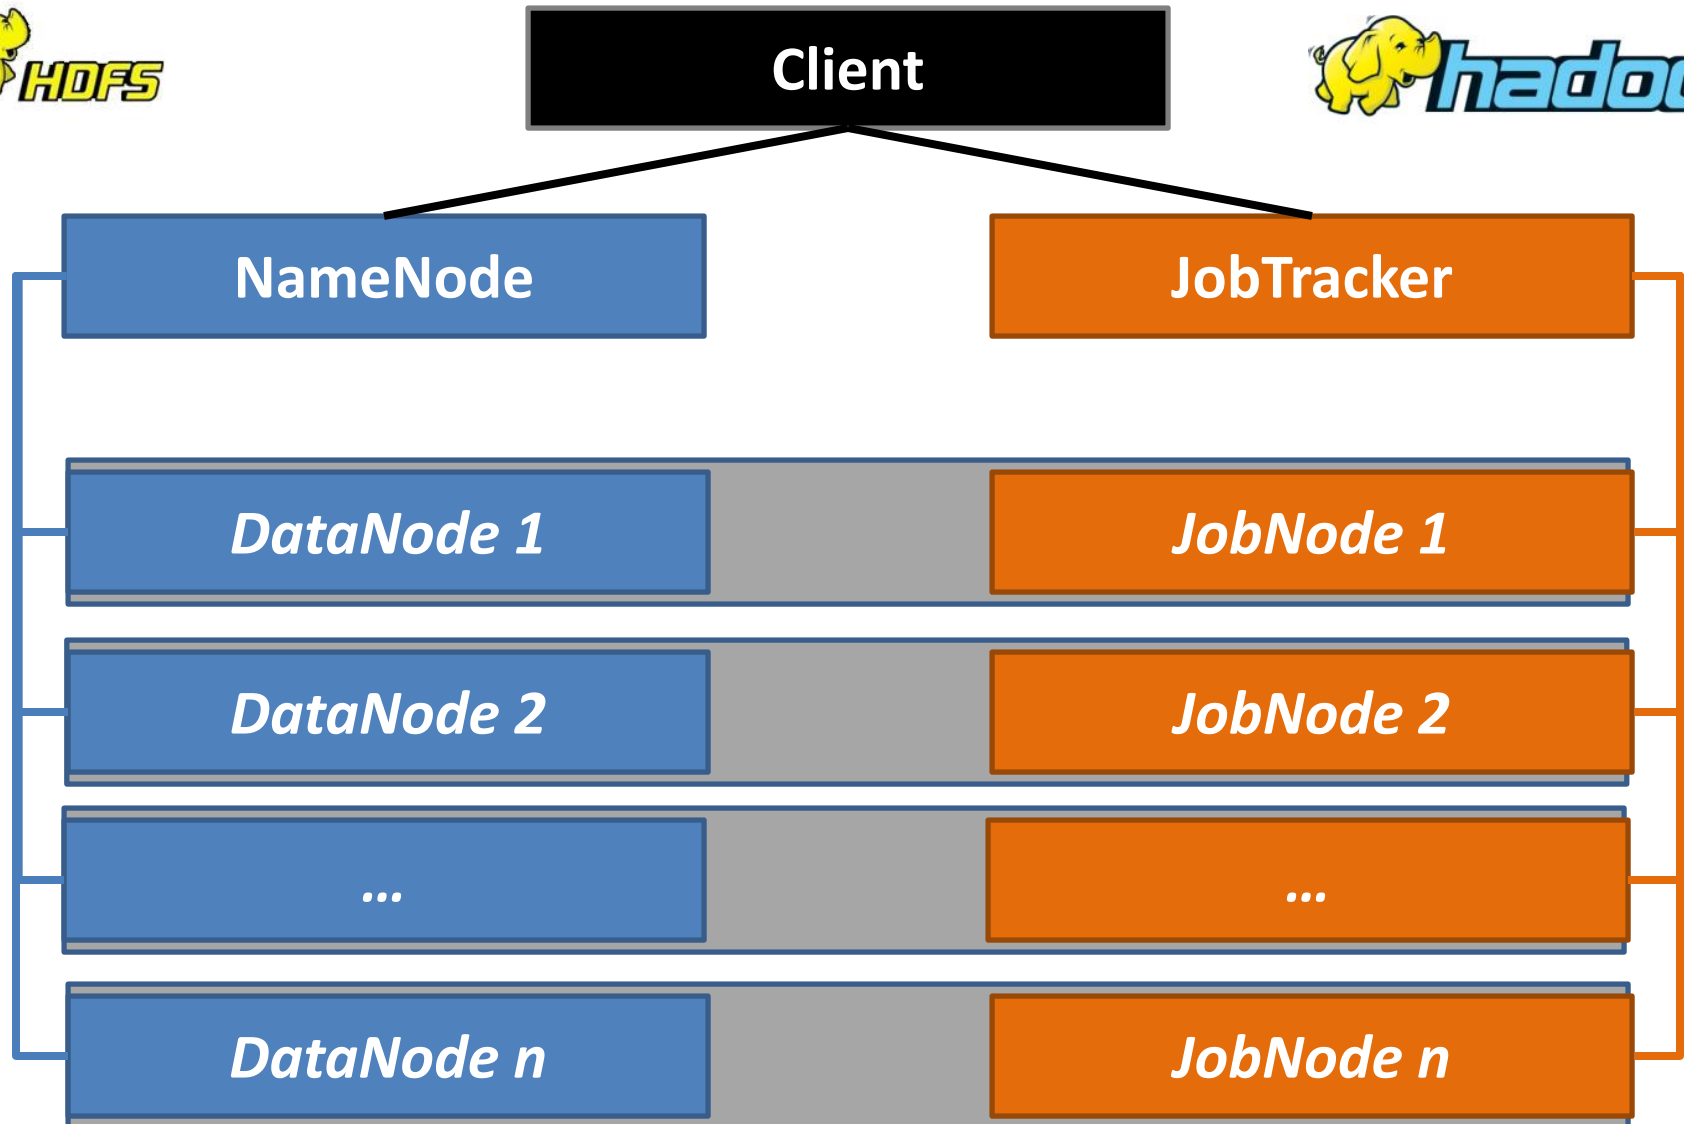 HDFS
Client
hadoo
NameNode
JobTracker
DataNode 1
JobNode 1
DataNode 2
JobNode 2
...
...
DataNode n
JobNode n